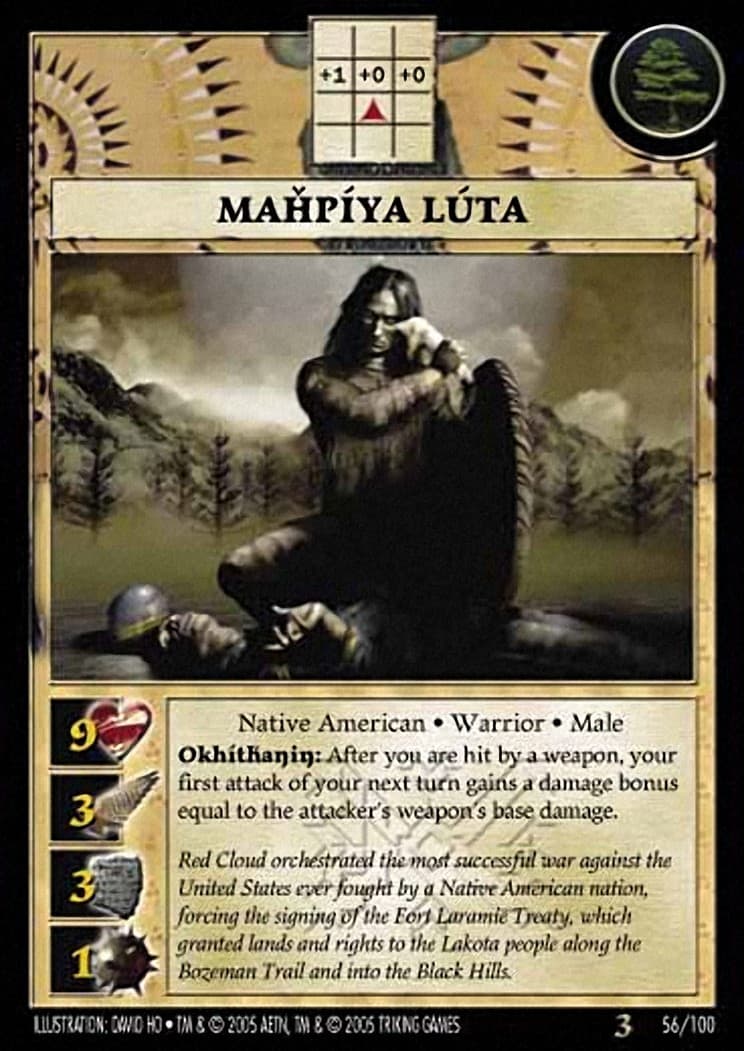 +1 +0 +0
MAȞPÍYA LÚTA
9
3
3
1
Native American • Warrior • Male
Okhíthaŋiŋ: After you are hit by a weapon, your
first attack of your next turn gains a damage bonus
equal to the attacker's weapon's base damage.
Red Cloud orchestrated the most successful war against the
United States ever fought by a Native American nation,
forcing the signing of the Fort Laramie Treaty, which
granted lands and rights to the Lakota people along the
Bozeman Trail and into the Black Hills.
ILLUSTRATION: DAVID HO • TM & © 2005 AETN, TM & © 2005 TRIKING GAMES 3 56/100